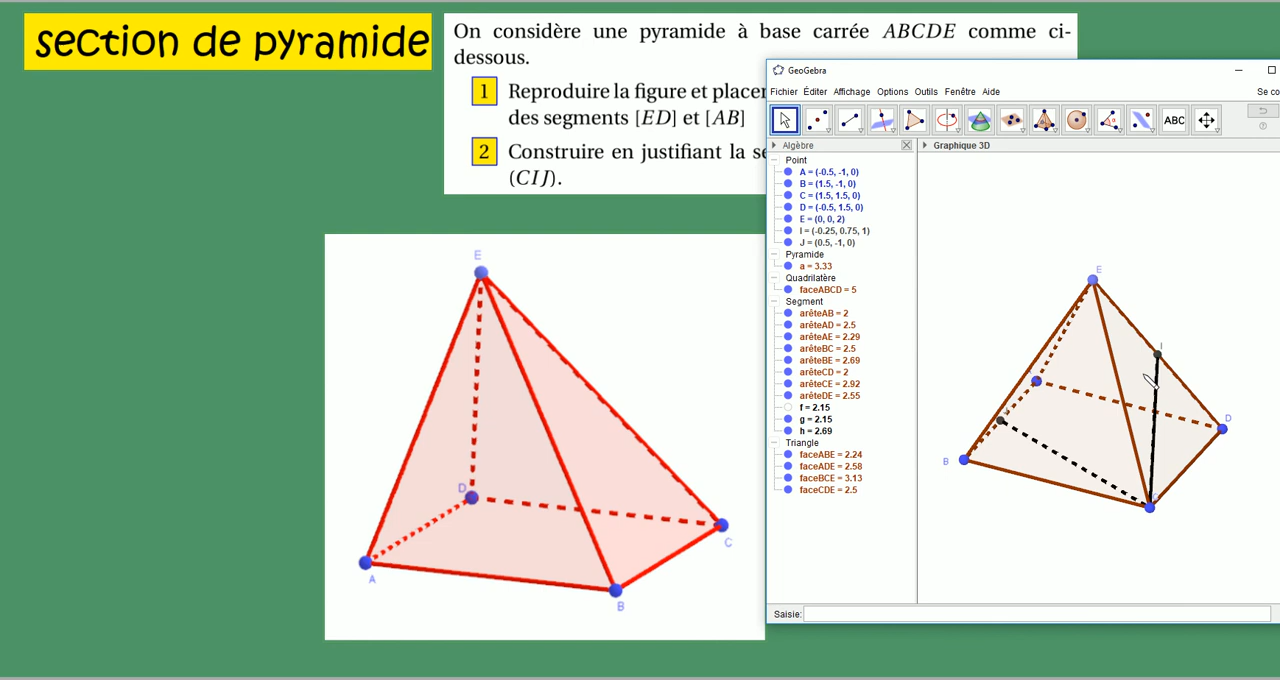 section de pyramide
On considère une pyramide à base carrée ABCDE comme ci-
dessous.
1 Reproduire la figure et placer
des segments [ED] et [AB]
2 Construire en justifiant la se
(CIJ).
E
D
A
B
C
GeoGebra
Fichier Éditer Affichage Options Outils Fenêtre Aide
Se co
ABC
Algèbre
Graphique 3D
Point
A = (-0.5, -1, 0)
B = (1.5, -1, 0)
C = (1.5, 1.5, 0)
D = (-0.5, 1.5, 0)
E = (0, 0, 2)
I = (-0.25, 0.75, 1)
J = (0.5, -1, 0)
Pyramide
a = 3.33
Quadrilatère
faceABCD = 5
Segment
arêteAB = 2
arêteAD = 2.5
arêteAE = 2.29
arêteBC = 2.5
arêteBE = 2.69
arêteCD = 2
arêteCE = 2.92
arêteDE = 2.55
f = 2.15
g = 2.15
h = 2.69
Triangle
faceABE = 2.24
faceADE = 2.58
faceBCE = 3.13
faceCDE = 2.5
E
I
D
B
Saisie: